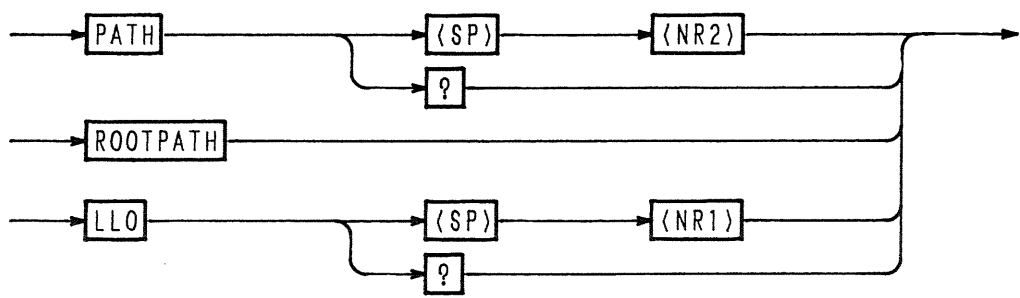 PATH ⟨SP⟩ ⟨NR2⟩
?
ROOTPATH
LLO ⟨SP⟩ ⟨NR1⟩
?